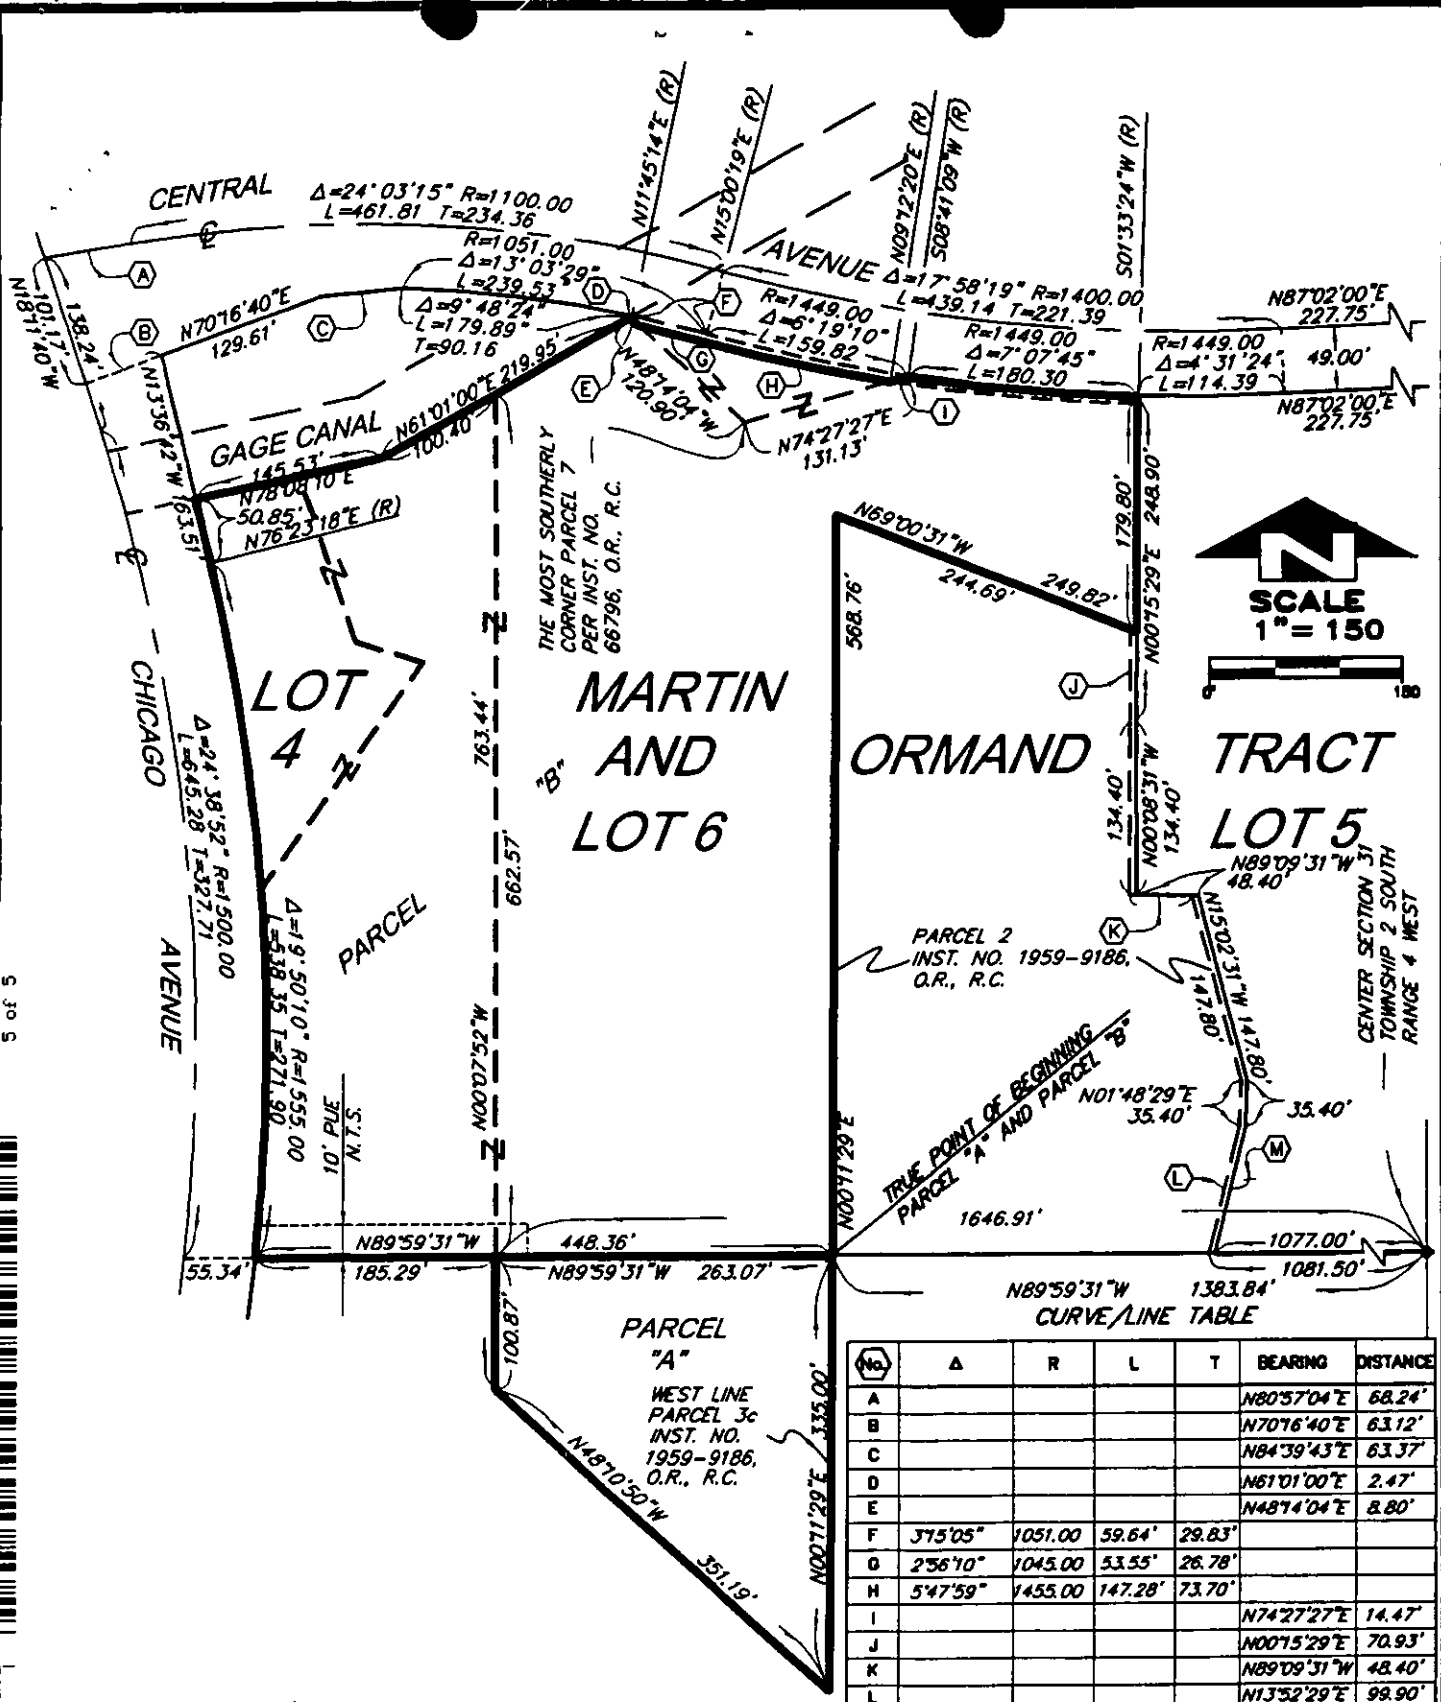 CENTRAL
Δ=24°03'15" R=1100.00
L=461.81 T=234.36
R=1051.00
Δ=13°03'29"
L=239.53'
Δ=9°48'24"
L=179.89'
T=90.16
N11°45'14"E (R)
N15°00'19"E (R)
N09°12'20"E (R)
S08°41'09"W (R)
S01°33'24"W (R)
AVENUE Δ=17°58'19" R=1400.00
L=439.14 T=221.39
R=1449.00
Δ=6°19'10"
L=159.82
R=1449.00
Δ=7°07'45"
L=180.30
R=1449.00
Δ=4°31'24"
L=114.39
N87°02'00"E
227.75'
49.00'
N87°02'00"E
227.75'
A
B
C
D
E
F
G
H
I
138.24'
101.17'
N18°11'40"W
N70°16'40"E
129.61'
N13°36'42"W 163.51'
GAGE CANAL
N61°01'00"E 219.95'
100.40'
145.53'
N78°08'10"E
50.85'
N76°23'18"E (R)
N48°14'04"W
120.90'
N74°27'27"E
131.13'
THE MOST SOUTHERLY
CORNER PARCEL 7
PER INST. NO.
66796, O.R., R.C.
N69°00'31"W
244.69'
249.82'
179.80'
248.90'
N00°15'29"E
568.76'
N
SCALE
1"= 150
0'
150
J
CHICAGO
AVENUE
Δ=24°38'52" R=1500.00
L=645.28 T=327.71
LOT
4
763.44'
662.57'
"B"
PARCEL
MARTIN
AND
LOT 6
ORMAND
TRACT
LOT 5
134.40'
N00°08'31"W
134.40'
N89°09'31"W
48.40'
CENTER SECTION 31
TOWNSHIP 2 SOUTH
RANGE 4 WEST
K
PARCEL 2
INST. NO. 1959-9186,
O.R., R.C.
N15°02'31"W 147.80'
147.80'
Δ=19°50'10" R=1555.00
L=538.35 T=271.90
N00°07'52"W
10' PUE
N.T.S.
N00°11'29"E
TRUE POINT OF BEGINNING
PARCEL "A" AND PARCEL "B"
N01°48'29"E
35.40'
35.40'
L
M
1646.91'
N89°59'31"W
448.36'
55.34'
185.29'
N89°59'31"W 263.07'
1077.00'
1081.50'
N89°59'31"W 1383.84'
100.87'
PARCEL
"A"
WEST LINE
PARCEL 3c
INST. NO.
1959-9186,
O.R., R.C.
N00°11'29"E 335.00'
N48°10'50"W
351.19'
5 of 5
CURVE/LINE TABLE
No. Δ R L T BEARING DISTANCE
A N80°57'04"E 68.24'
B N70°16'40"E 63.12'
C N84°39'43"E 63.37'
D N61°01'00"E 2.47'
E N48°14'04"E 8.80'
F 3°15'05" 1051.00 59.64' 29.83'
G 2°56'10" 1045.00 53.55' 26.78'
H 5°47'59" 1455.00 147.28' 73.70'
I N74°27'27"E 14.47'
J N00°15'29"E 70.93'
K N89°09'31"W 48.40'
L N13°52'29"E 99.90'